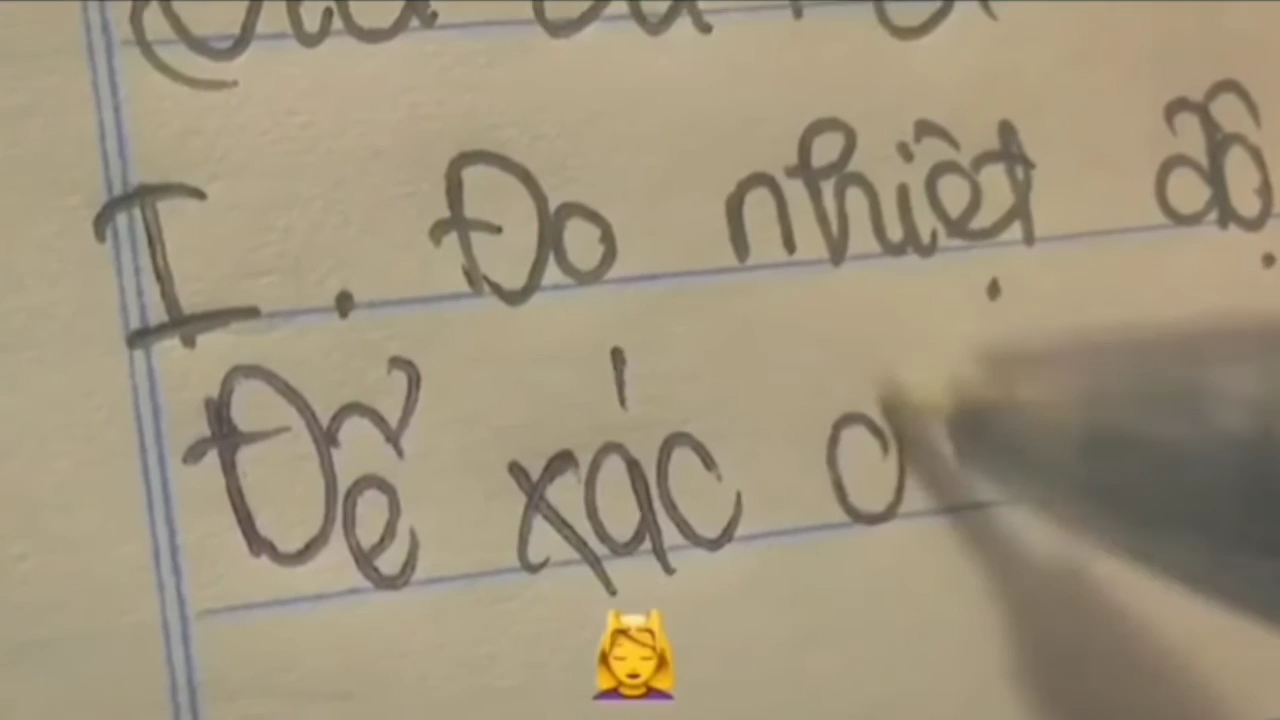 I. Đo nhiệt độ
Để xác